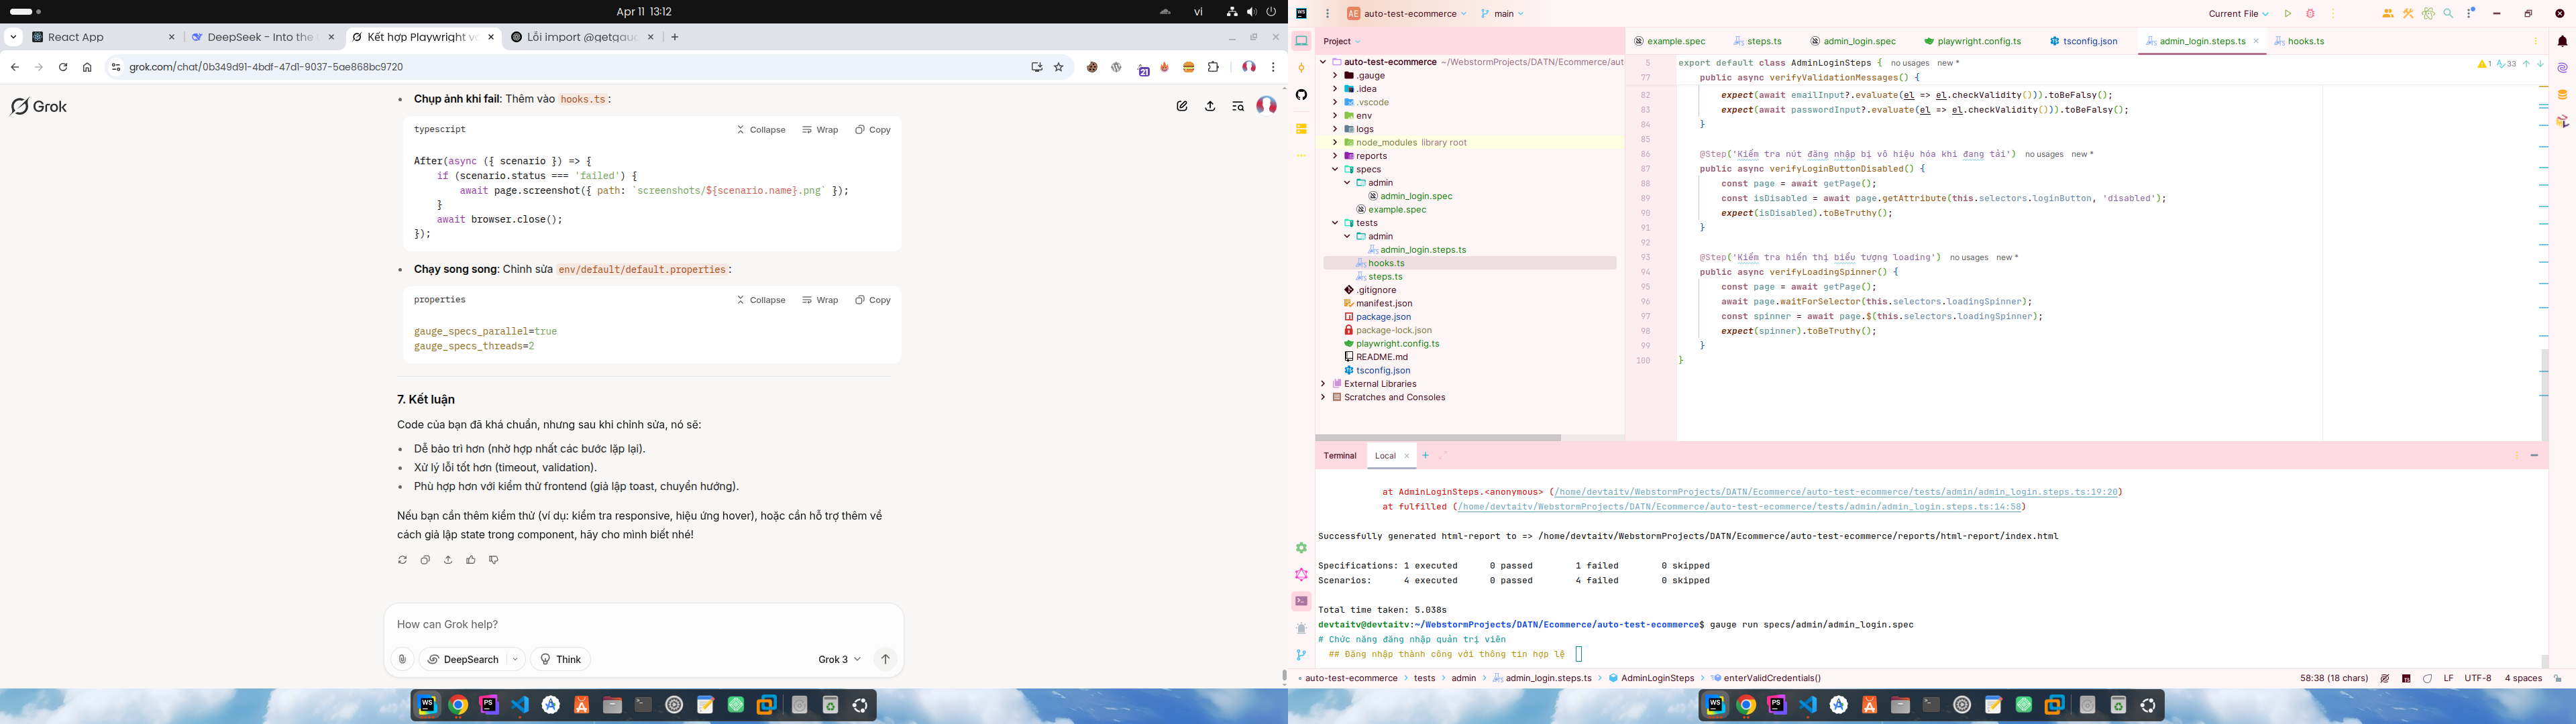 Apr 11 13:12
vi
React App
DeepSeek - Into the
Kết hợp Playwright v
Lỗi import @getgaug
grok.com/chat/0b349d91-4bdf-47d1-9037-5ae868bc9720
21
Grok
Chụp ảnh khi fail: Thêm vào hooks.ts:
typescript
Collapse Wrap Copy
After(async ({ scenario }) => {
if (scenario.status === 'failed') {
await page.screenshot({ path: `screenshots/${scenario.name}.png` });
}
await browser.close();
});
Chạy song song: Chỉnh sửa env/default/default.properties:
properties
Collapse Wrap Copy
gauge_specs_parallel=true
gauge_specs_threads=2
7. Kết luận
Code của bạn đã khá chuẩn, nhưng sau khi chỉnh sửa, nó sẽ:
Dễ bảo trì hơn (nhờ hợp nhất các bước lặp lại).
Xử lý lỗi tốt hơn (timeout, validation).
Phù hợp hơn với kiểm thử frontend (giả lập toast, chuyển hướng).
Nếu bạn cần thêm kiểm thử (ví dụ: kiểm tra responsive, hiệu ứng hover), hoặc cần hỗ trợ thêm về
cách giả lập state trong component, hãy cho mình biết nhé!
How can Grok help?
DeepSearch Think Grok 3
WS AE auto-test-ecommerce main Current File
Project
auto-test-ecommerce ~/WebstormProjects/DATN/Ecommerce/aut
.gauge
.idea
.vscode
env
logs
node_modules library root
reports
specs
admin
admin_login.spec
example.spec
tests
admin
admin_login.steps.ts
hooks.ts
steps.ts
.gitignore
manifest.json
package.json
package-lock.json
playwright.config.ts
README.md
tsconfig.json
External Libraries
Scratches and Consoles
example.spec steps.ts admin_login.spec playwright.config.ts tsconfig.json admin_login.steps.ts hooks.ts
1 33
5 export default class AdminLoginSteps { no usages new *
77 public async verifyValidationMessages() {
82 expect(await emailInput?.evaluate(el => el.checkValidity())).toBeFalsy();
83 expect(await passwordInput?.evaluate(el => el.checkValidity())).toBeFalsy();
84 }
85
86 @Step('Kiểm tra nút đăng nhập bị vô hiệu hóa khi đang tải') no usages new *
87 public async verifyLoginButtonDisabled() {
88 const page = await getPage();
89 const isDisabled = await page.getAttribute(this.selectors.loginButton, 'disabled');
90 expect(isDisabled).toBeTruthy();
91 }
92
93 @Step('Kiểm tra hiển thị biểu tượng loading') no usages new *
94 public async verifyLoadingSpinner() {
95 const page = await getPage();
96 await page.waitForSelector(this.selectors.loadingSpinner);
97 const spinner = await page.$(this.selectors.loadingSpinner);
98 expect(spinner).toBeTruthy();
99 }
100 }
Terminal Local
at AdminLoginSteps.<anonymous> (/home/devtaitv/WebstormProjects/DATN/Ecommerce/auto-test-ecommerce/tests/admin/admin_login.steps.ts:19:20)
at fulfilled (/home/devtaitv/WebstormProjects/DATN/Ecommerce/auto-test-ecommerce/tests/admin/admin_login.steps.ts:14:58)
Successfully generated html-report to => /home/devtaitv/WebstormProjects/DATN/Ecommerce/auto-test-ecommerce/reports/html-report/index.html
Specifications: 1 executed 0 passed 1 failed 0 skipped
Scenarios: 4 executed 0 passed 4 failed 0 skipped
Total time taken: 5.038s
devtaitv@devtaitv:~/WebstormProjects/DATN/Ecommerce/auto-test-ecommerce$ gauge run specs/admin/admin_login.spec
# Chức năng đăng nhập quản trị viên
## Đăng nhập thành công với thông tin hợp lệ
auto-test-ecommerce tests admin admin_login.steps.ts AdminLoginSteps enterValidCredentials() 58:38 (18 chars) LF UTF-8 4 spaces
WS PS
WS PS